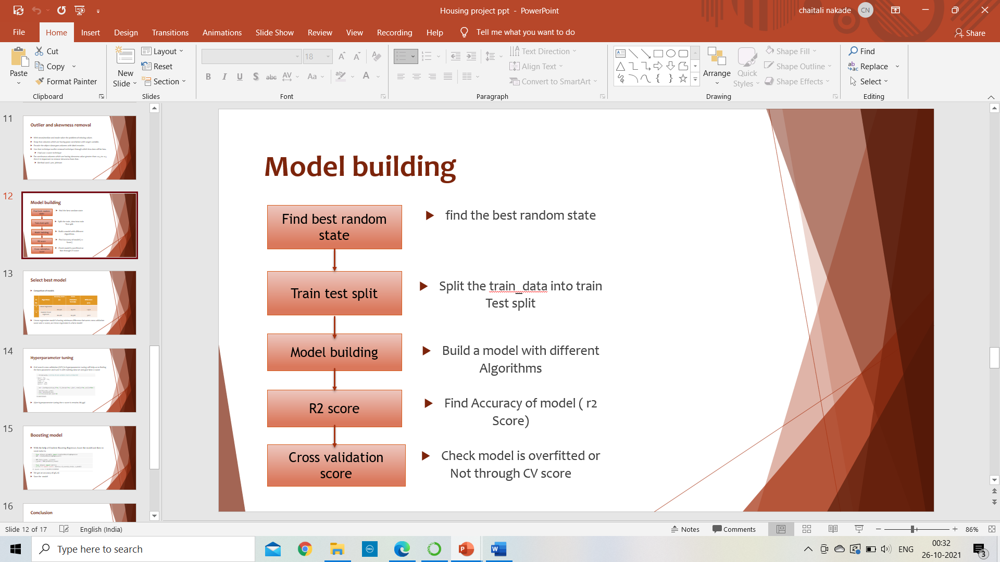 Housing project ppt - PowerPoint
chaitali nakade
CN
File
Home
Insert
Design
Transitions
Animations
Slide Show
Review
View
Recording
Help
Tell me what you want to do
Share
Paste
Cut
Copy
Format Painter
Clipboard
New
Slide
Layout
Reset
Section
Slides
18
Font
Text Direction
Align Text
Convert to SmartArt
Paragraph
Arrange
Quick
Styles
Shape Fill
Shape Outline
Shape Effects
Drawing
Find
Replace
Select
Editing
11
Outlier and skewness removal
12
Model building
13
Select best model
Comparison of models
14
Hyperparameter tuning
15
Boosting model
Save the model
16
Conclusion
Model building
Find best random
state
find the best random state
Train test split
Split the train_data into train
Test split
Model building
Build a model with different
Algorithms
R2 score
Find Accuracy of model ( r2
Score)
Cross validation
score
Check model is overfitted or
Not through CV score
Slide 12 of 17
English (India)
Notes
Comments
86%
Type here to search
ENG
00:32
26-10-2021
3